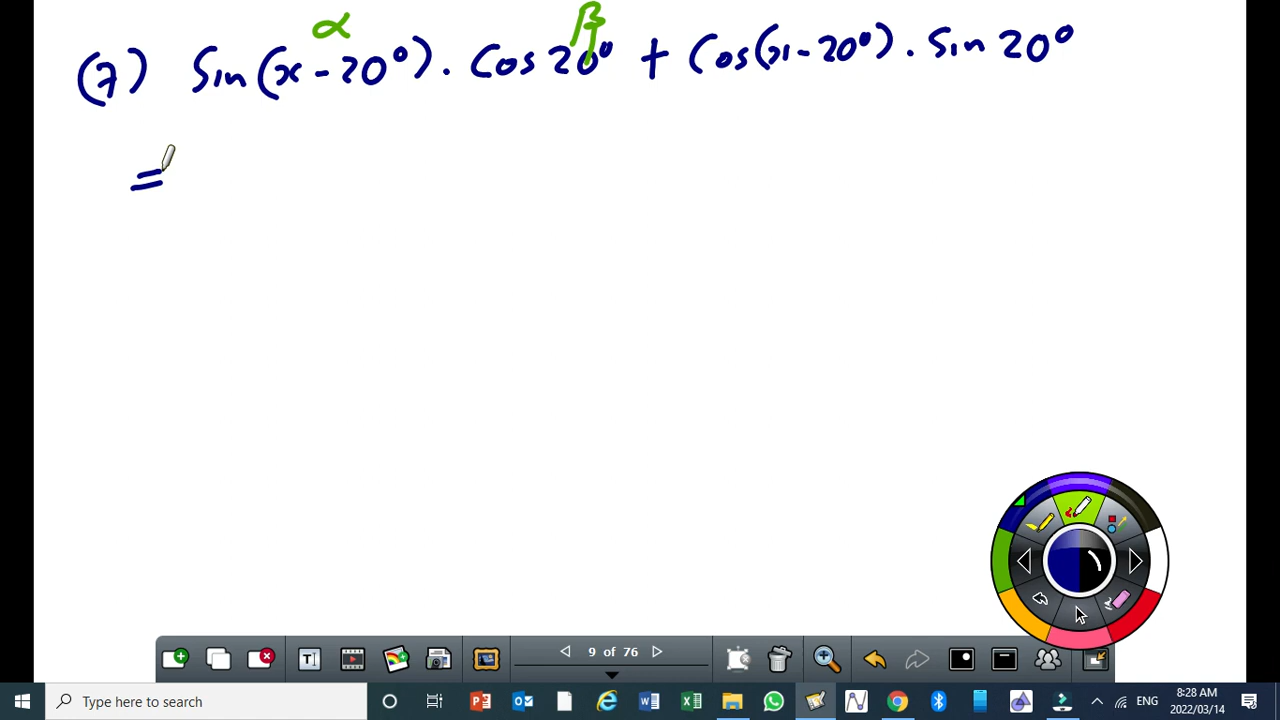 α β
(7) Sin(x-20°). Cos 20° + Cos(x-20°). Sin 20°
=
9 of 76
Type here to search
ENG
8:28 AM
2022/03/14